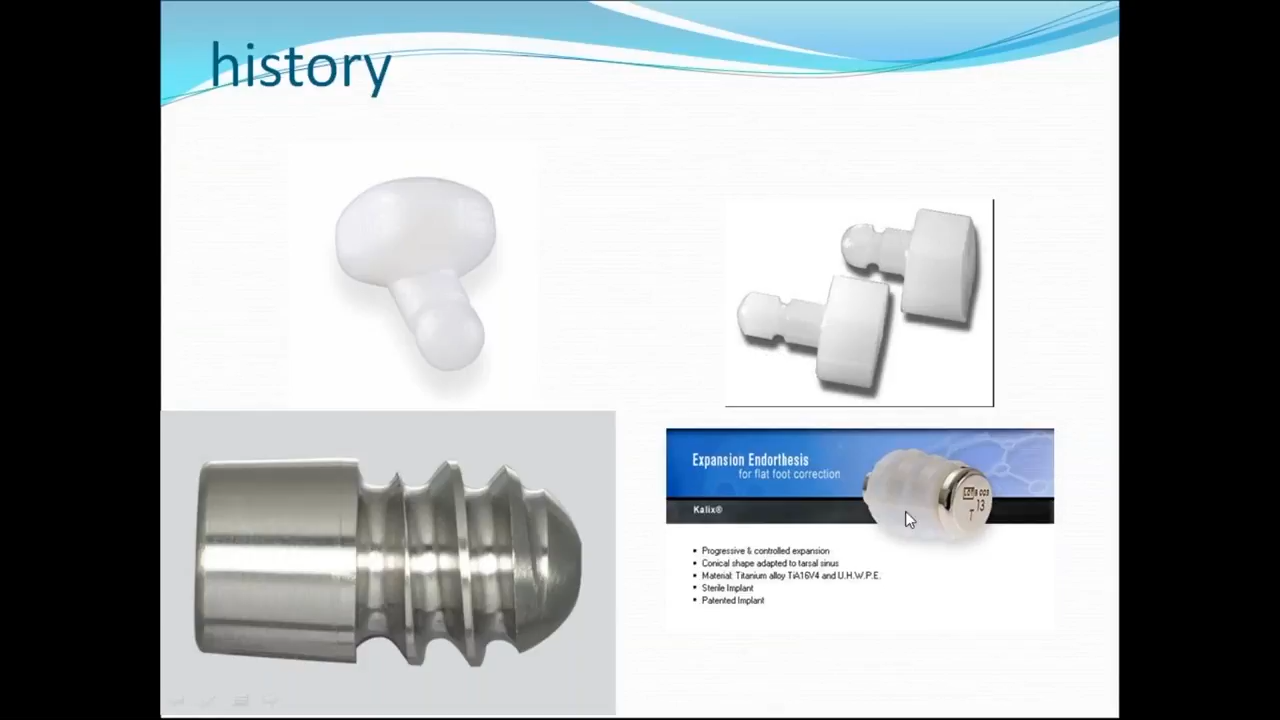 history
Expansion Endorthesis
for flat foot correction
Kalix®
13
T
▪ Progressive & controlled expansion
▪ Conical shape adapted to tarsal sinus
▪ Material: Titanium alloy TiA16V4 and U.H.W.P.E.
▪ Sterile Implant
▪ Patented Implant